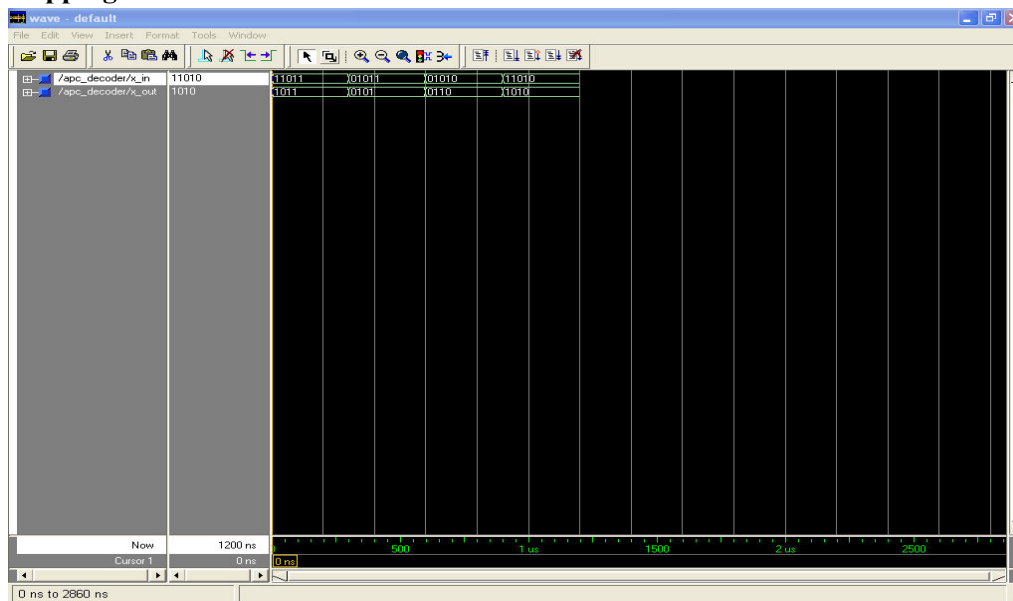 wave - default
File Edit View Insert Format Tools Window
/apc_decoder/x_in 11010 11011 01011 01010 11010
/apc_decoder/x_out 1010 1011 0101 0110 1010
Now 1200 ns 500 1 us 1500 2 us 2500
Cursor 1 0 ns 0 ns
0 ns to 2860 ns